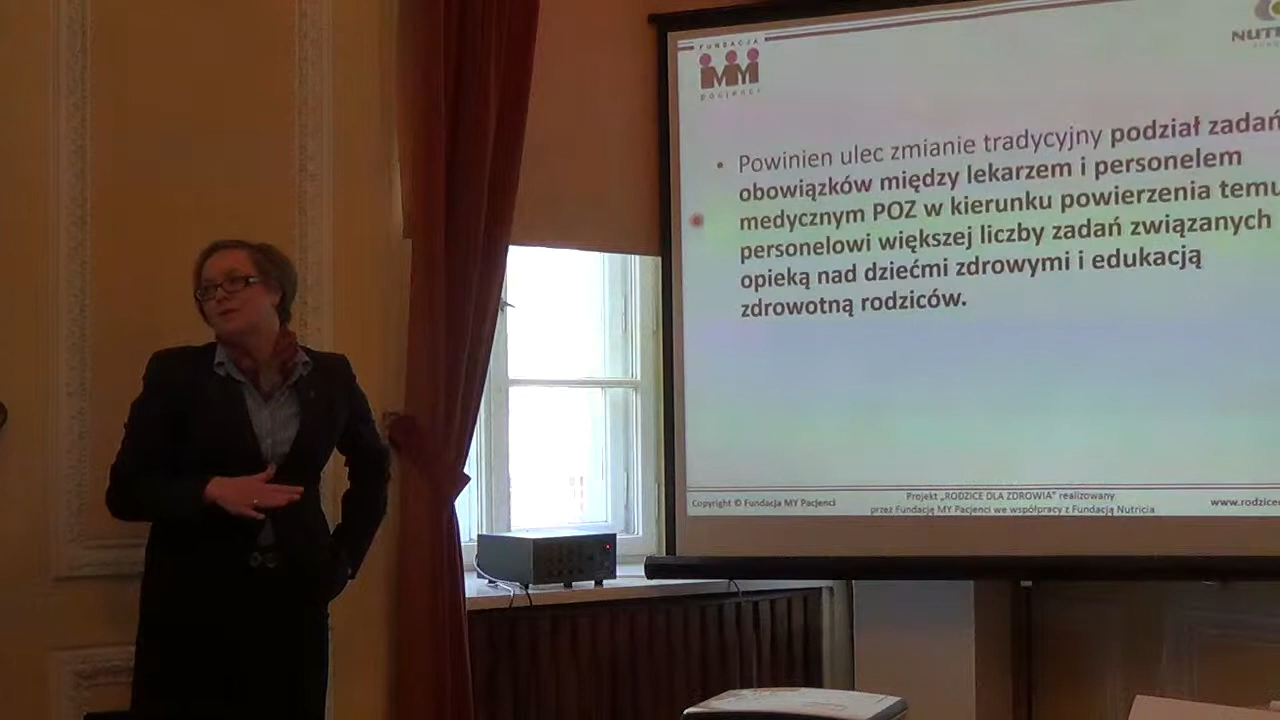 FUNDACJA
MY
pacjenci
• Powinien ulec zmianie tradycyjny podział zadań
obowiązków między lekarzem i personelem
medycznym POZ w kierunku powierzenia temu
personelowi większej liczby zadań związanych
opieką nad dziećmi zdrowymi i edukacją
zdrowotną rodziców.
Copyright © Fundacja MY Pacjenci
Projekt „RODZICE DLA ZDROWIA” realizowany
przez Fundację MY Pacjenci we współpracy z Fundacją Nutricia